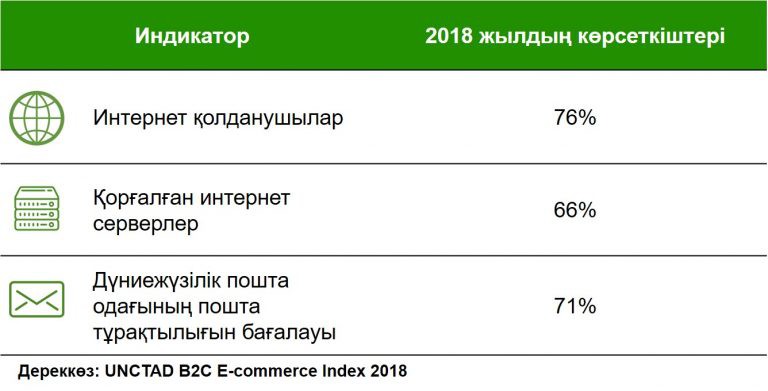 Индикатор 2018 жылдың көрсеткіштері
Интернет қолданушылар 76%
Қорғалған интернет
серверлер 66%
Дүниежүзілік пошта
одағының пошта 71%
тұрақтылығын бағалауы
Дереккөз: UNCTAD B2C E-commerce Index 2018